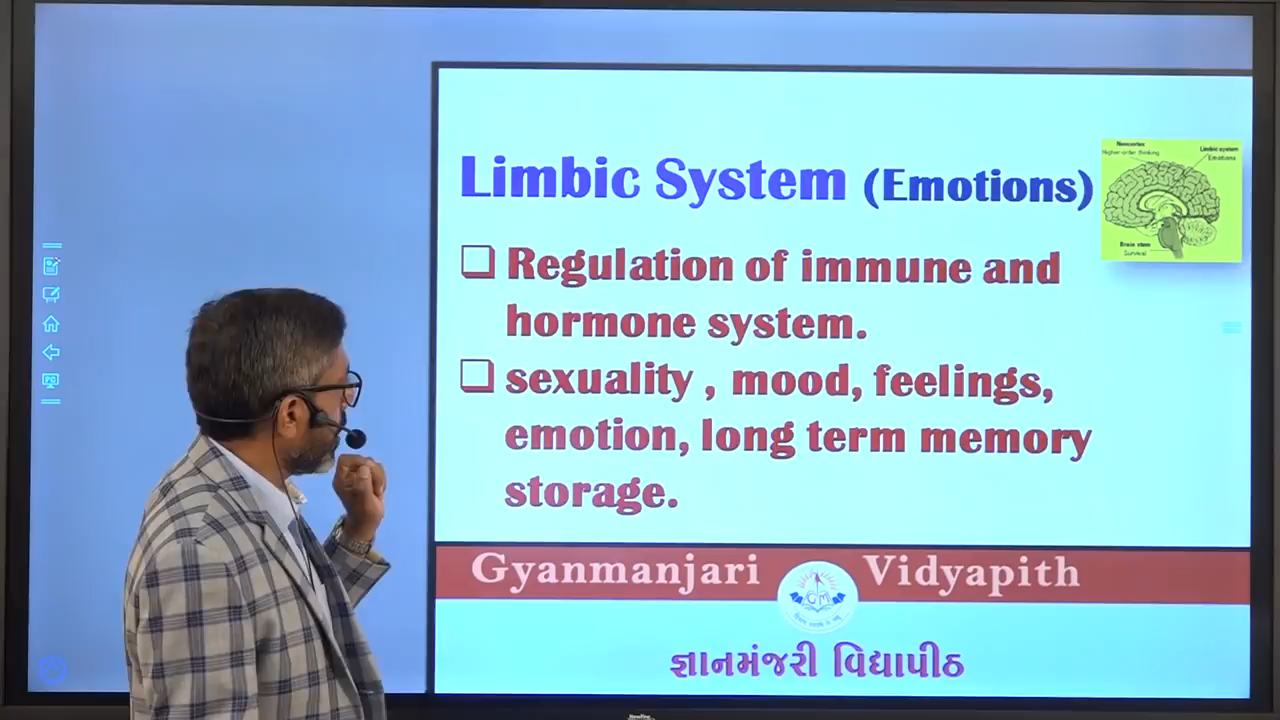 Limbic System (Emotions)
Neocortex
Higher-order thinking
Limbic system
Emotions
Brain stem
Survival
❑ Regulation of immune and
hormone system.
❑ sexuality , mood, feelings,
emotion, long term memory
storage.
Gyanmanjari Vidyapith
GM
જ્ઞાનમંજરી વિદ્યાપીઠ